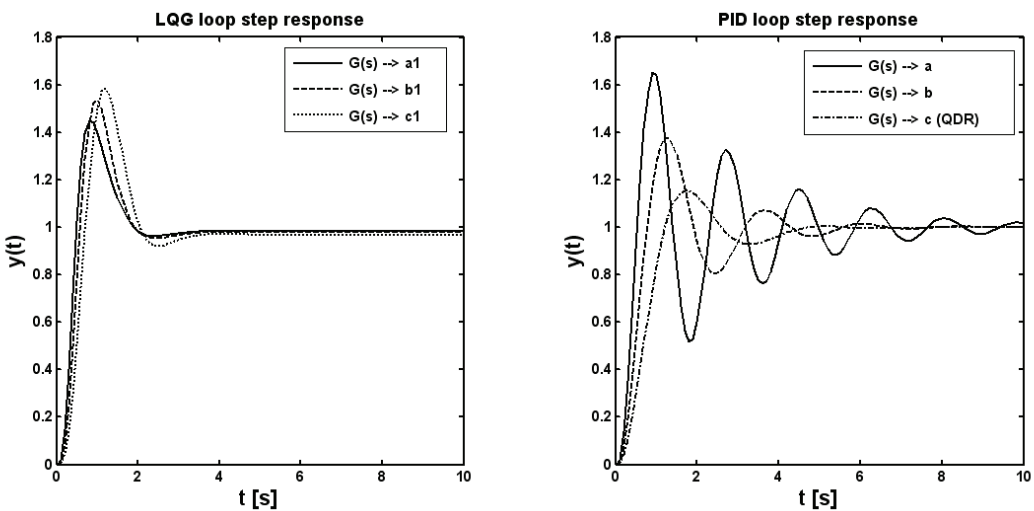 LQG loop step response
1.8
1.6
1.4
1.2
1
0.8
0.6
0.4
0.2
0
y(t)
G(s) --> a1
G(s) --> b1
G(s) --> c1
0 2 4 6 8 10
t [s]
PID loop step response
1.8
1.6
1.4
1.2
1
0.8
0.6
0.4
0.2
0
y(t)
G(s) --> a
G(s) --> b
G(s) --> c (QDR)
0 2 4 6 8 10
t [s]